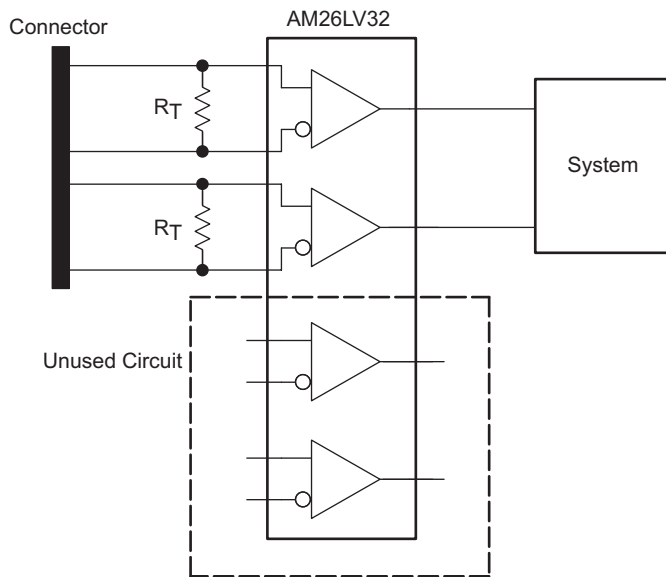 AM26LV32
Connector
RT
System
RT
Unused Circuit